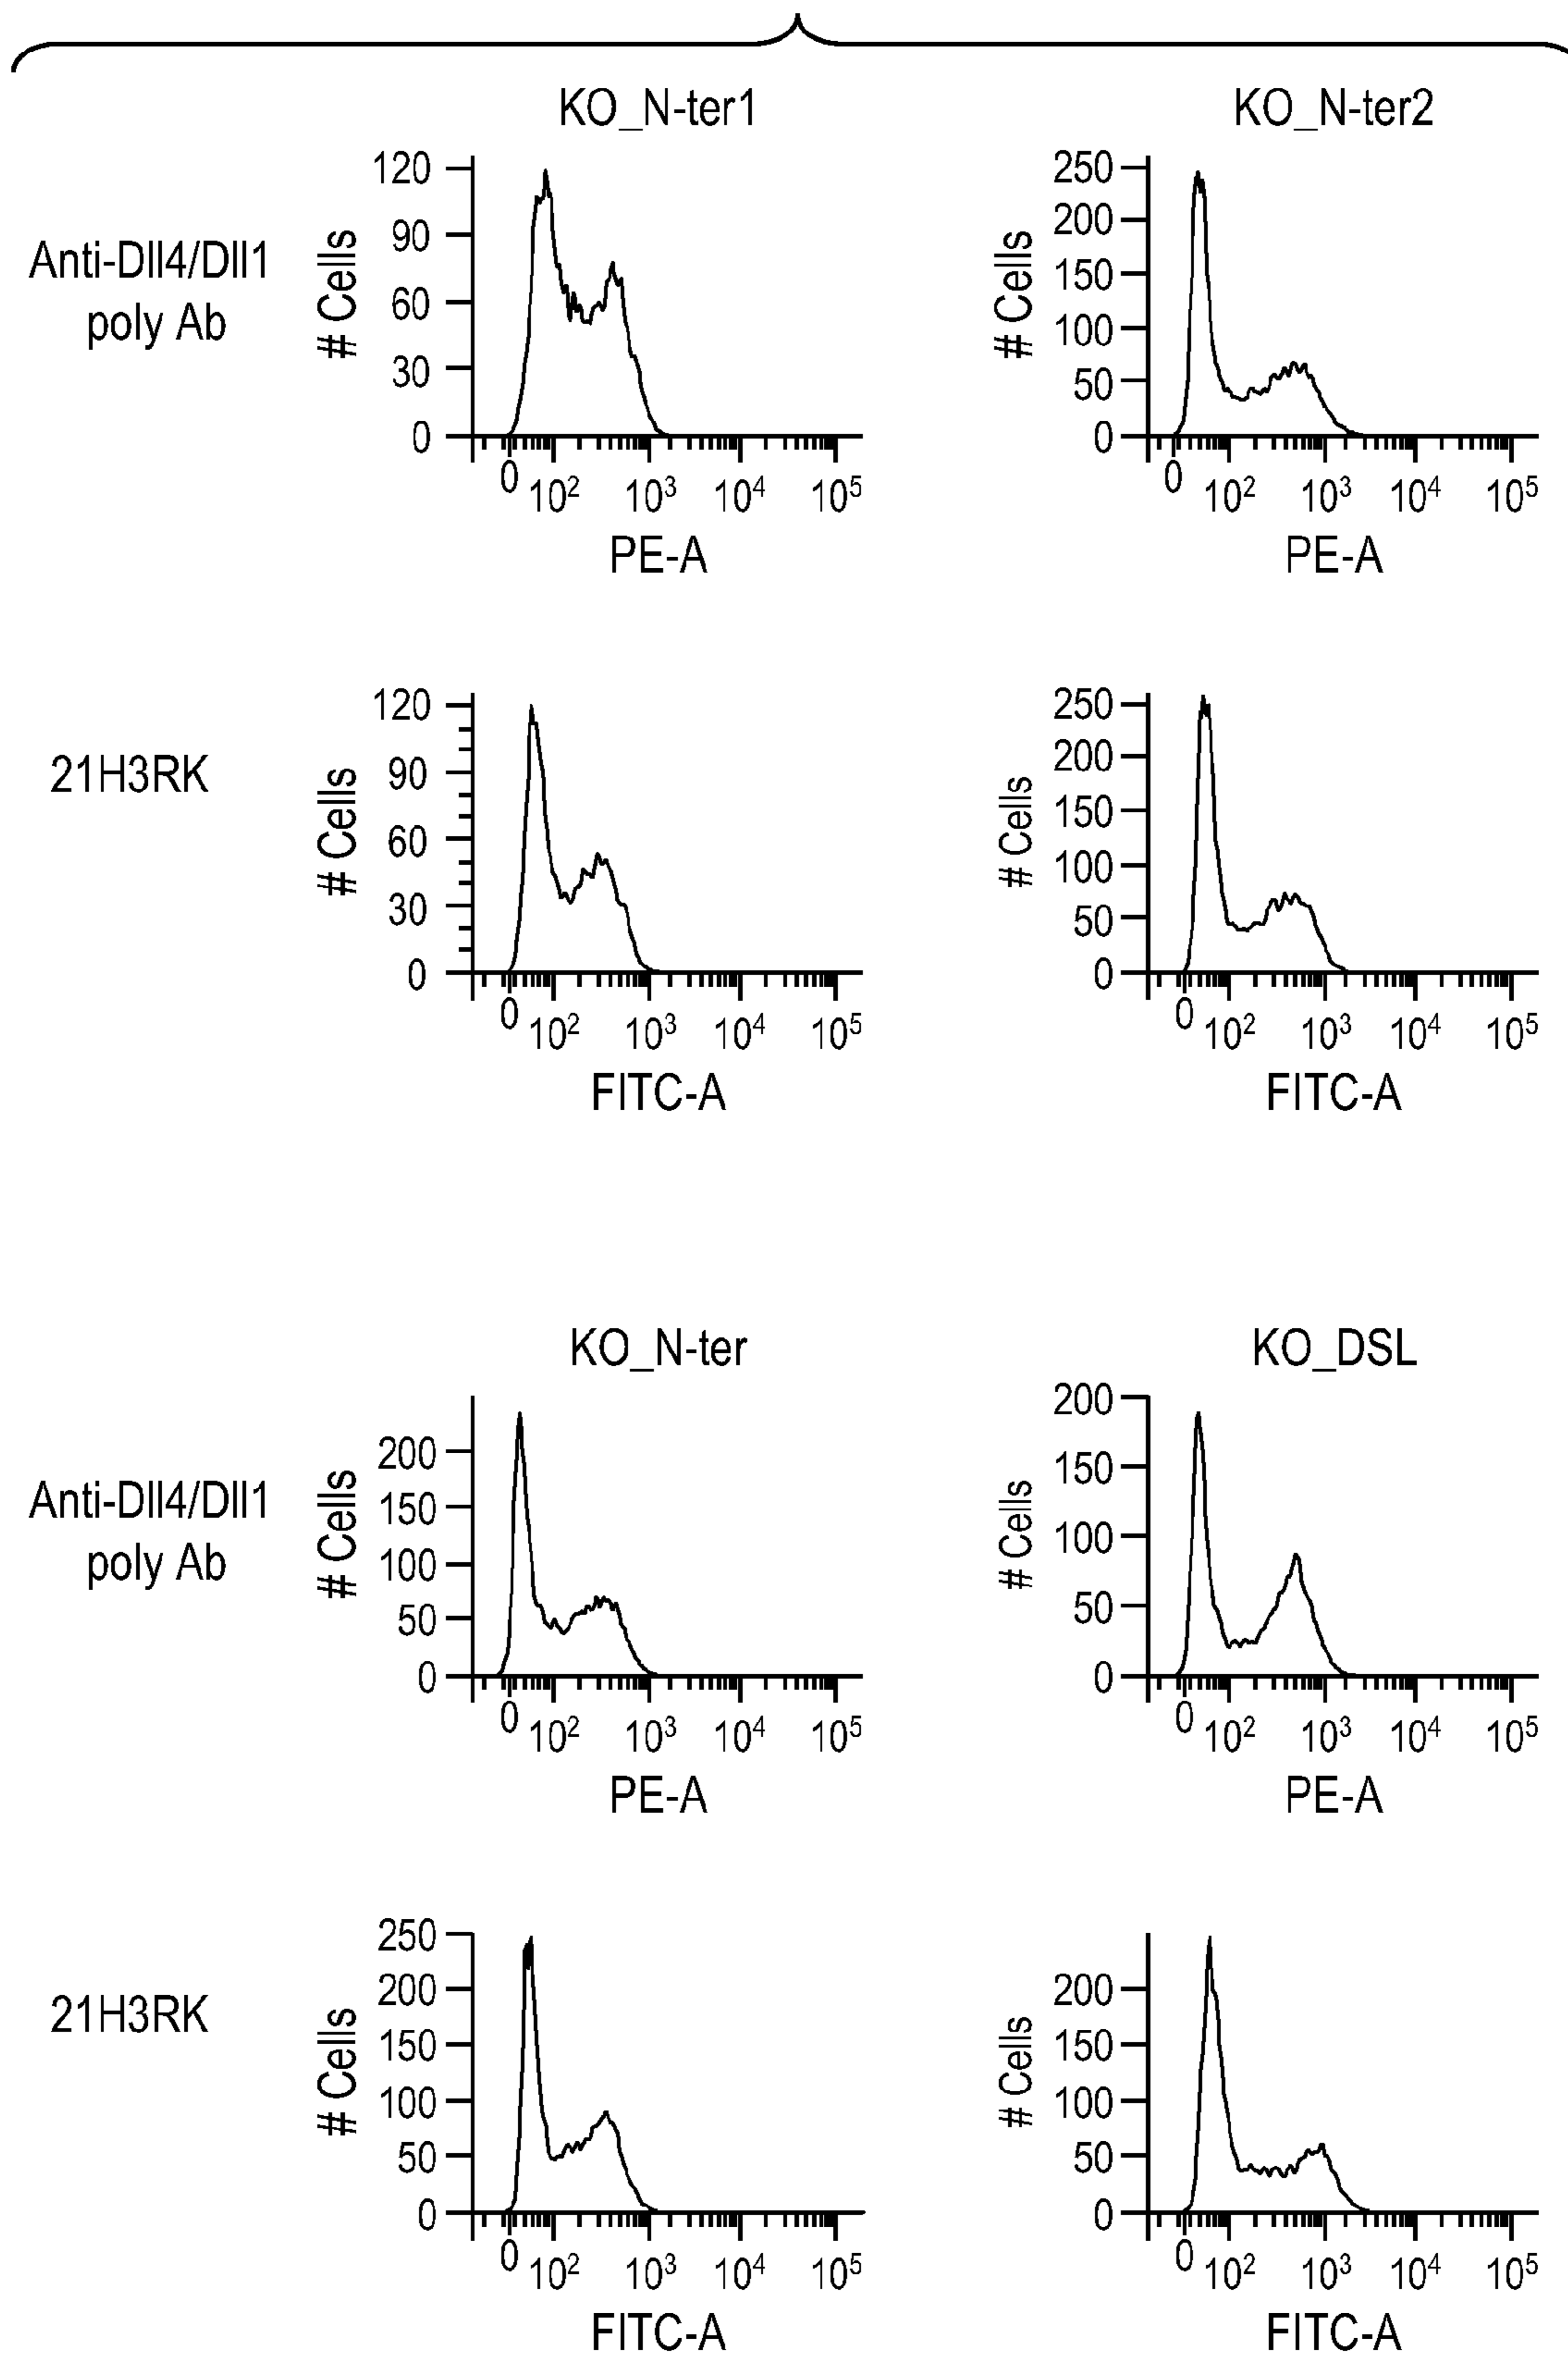 KO_N-ter1
KO_N-ter2
Anti-Dll4/Dll1
poly Ab
# Cells
120
90
60
30
0
0 10² 10³ 10⁴ 10⁵
PE-A
# Cells
250
200
150
100
50
0
0 10² 10³ 10⁴ 10⁵
PE-A
21H3RK
# Cells
120
90
60
30
0
0 10² 10³ 10⁴ 10⁵
FITC-A
# Cells
250
200
150
100
50
0
0 10² 10³ 10⁴ 10⁵
FITC-A
KO_N-ter
KO_DSL
Anti-Dll4/Dll1
poly Ab
# Cells
200
150
100
50
0
0 10² 10³ 10⁴ 10⁵
PE-A
# Cells
200
150
100
50
0
0 10² 10³ 10⁴ 10⁵
PE-A
21H3RK
# Cells
250
200
150
100
50
0
0 10² 10³ 10⁴ 10⁵
FITC-A
# Cells
200
150
100
50
0
0 10² 10³ 10⁴ 10⁵
FITC-A